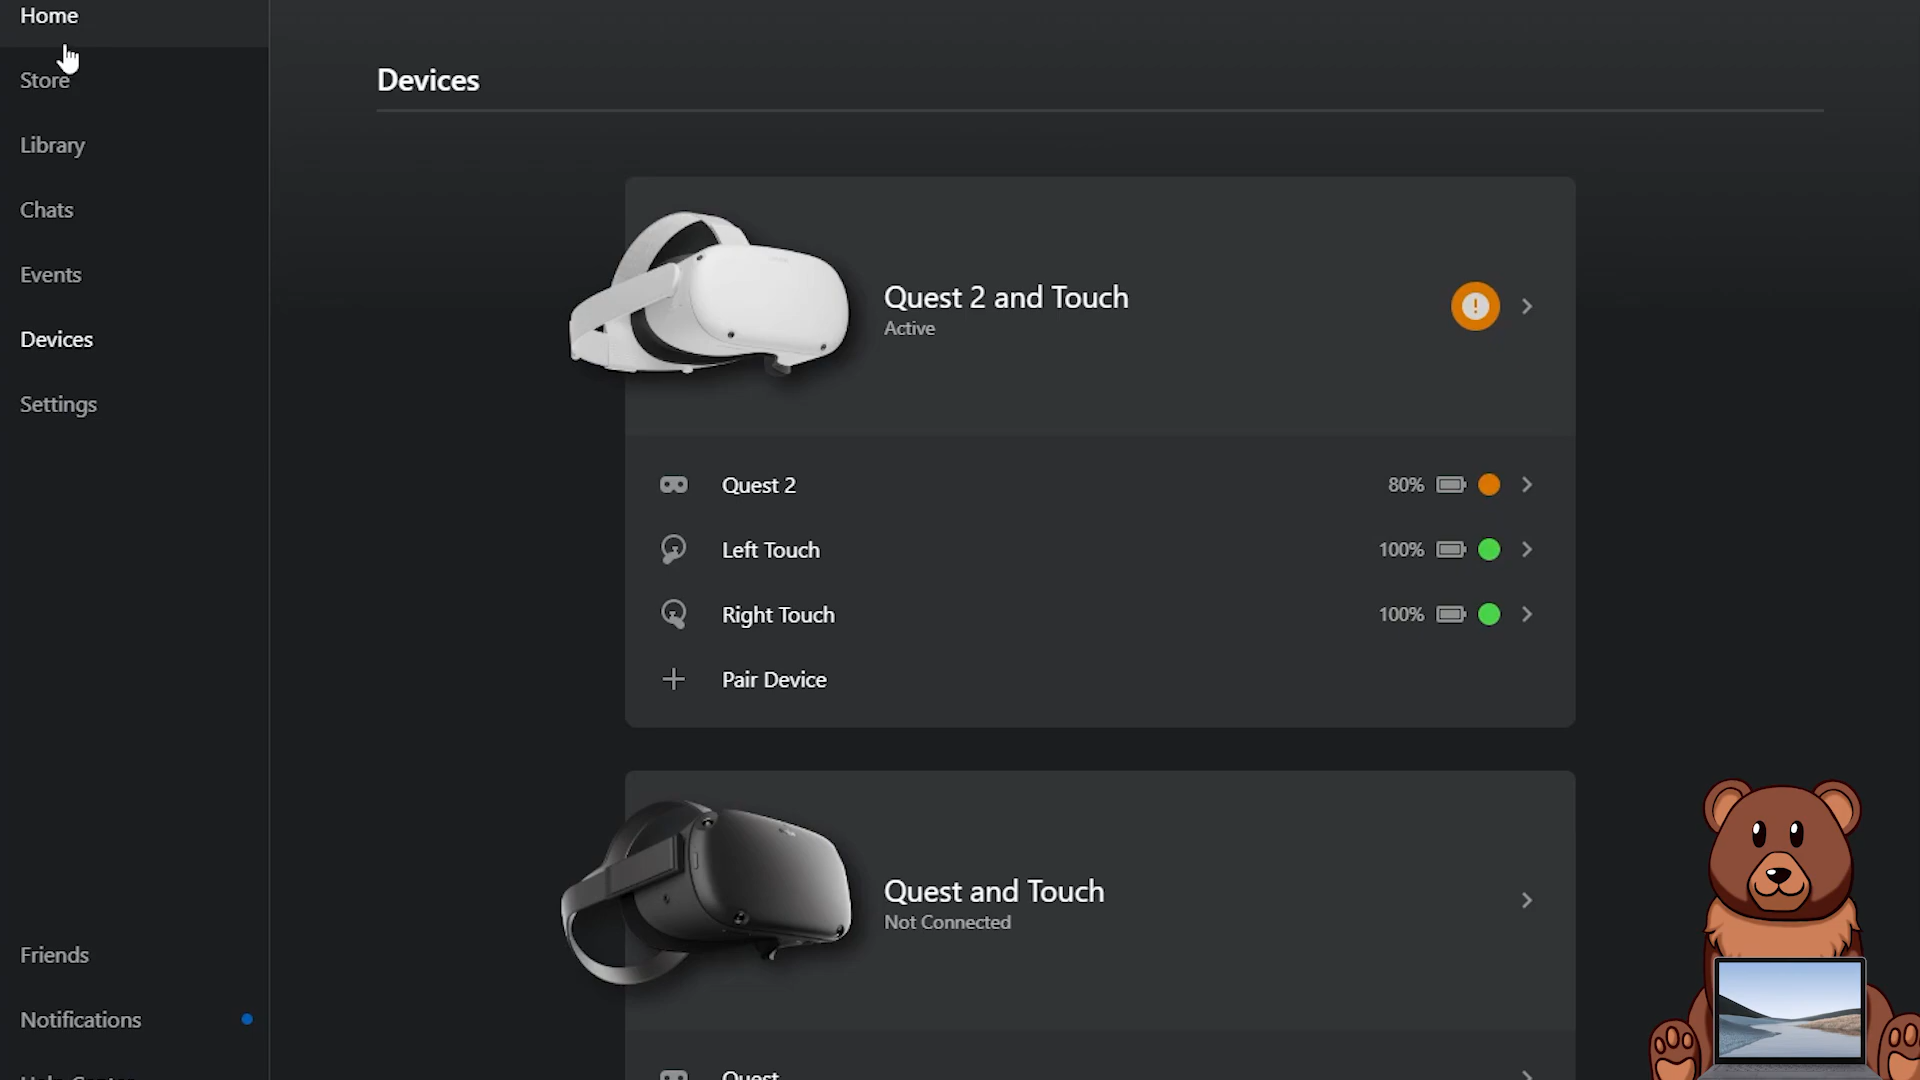 Home
Store
Library
Chats
Events
Devices
Settings
Friends
Notifications
Devices
Quest 2 and Touch
Active
Quest 2
80%
Left Touch
100%
Right Touch
100%
Pair Device
Quest and Touch
Not Connected
Quest